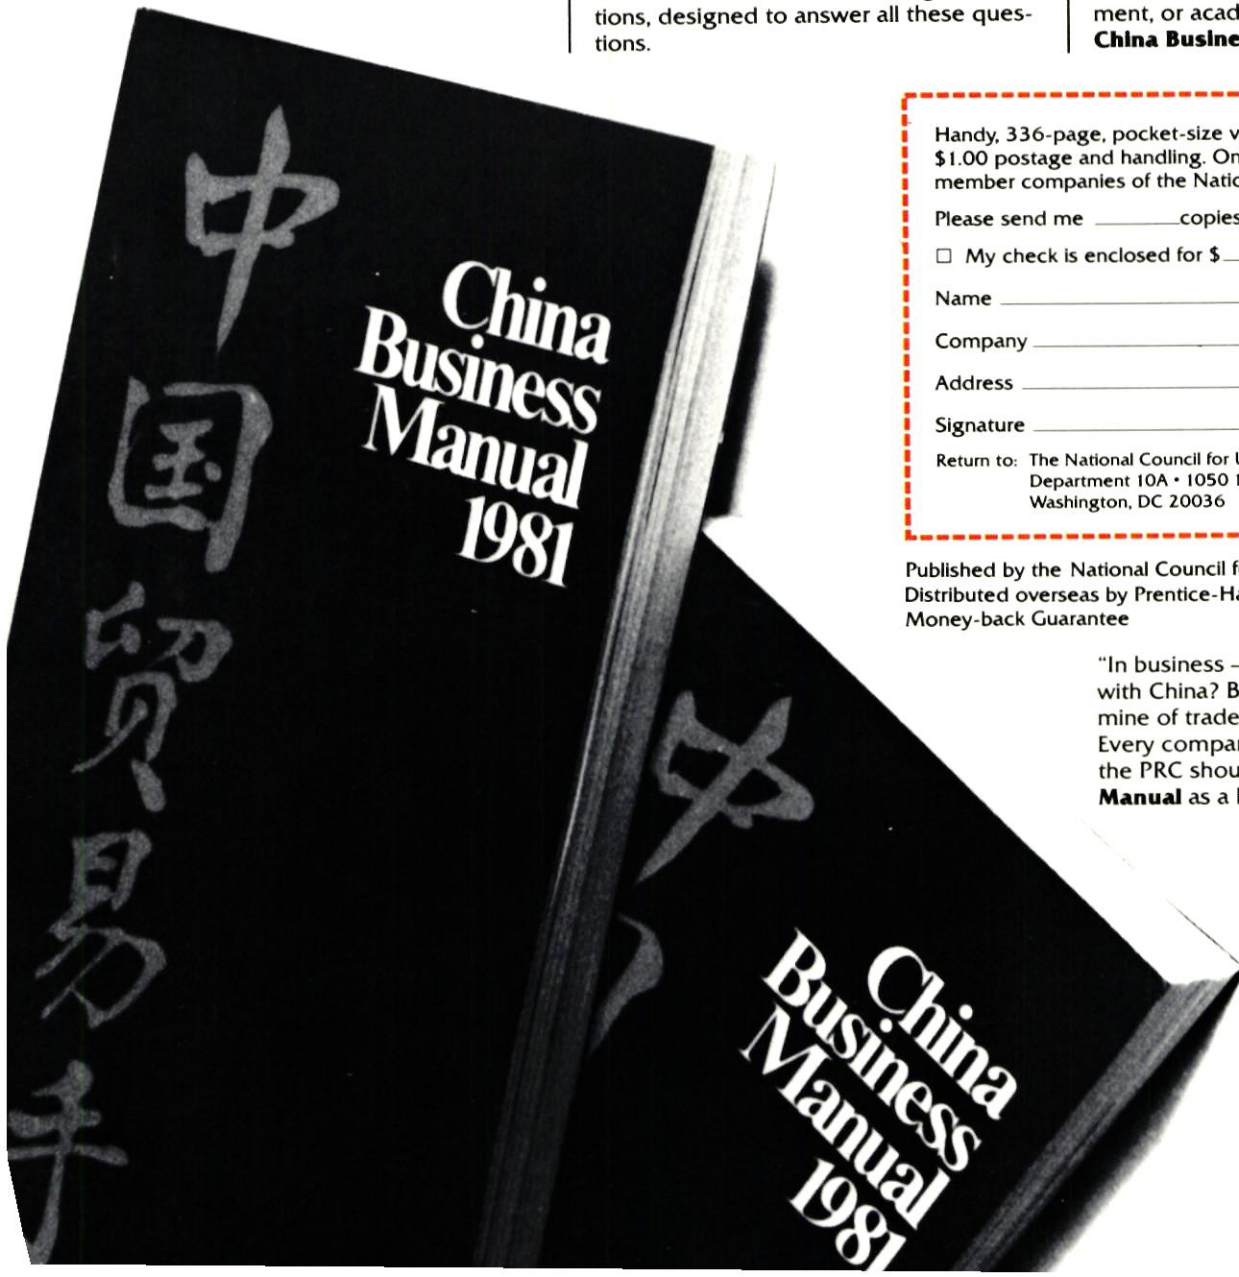 tions, designed to answer all these ques-
tions.
ment, or acad
China Busine
中国贸易手
China
Business
Manual
1981
Handy, 336-page, pocket-size v
$1.00 postage and handling. On
member companies of the Natio
Please send me ________copies
□ My check is enclosed for $
Name
Company
Address
Signature
Return to: The National Council for U
Department 10A • 1050 1
Washington, DC 20036
Published by the National Council f
Distributed overseas by Prentice-Ha
Money-back Guarantee
"In business –
with China? B
mine of trade
Every compan
the PRC shou
Manual as a
中
China
Business
Manual
1981